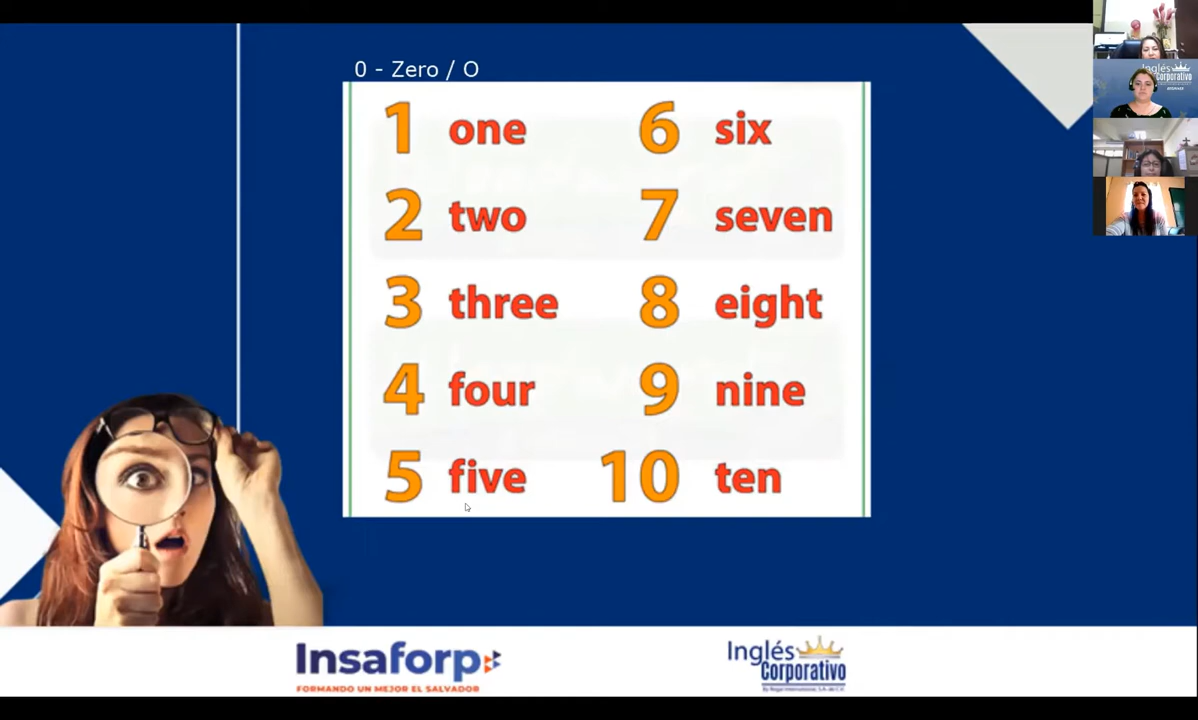 0 - Zero / O
1 one
2 two
3 three
4 four
5 five
6 six
7 seven
8 eight
9 nine
10 ten
Insaforp
FORMANDO UN MEJOR EL SALVADOR
Inglés
Corporativo
Inglés
Corporativo